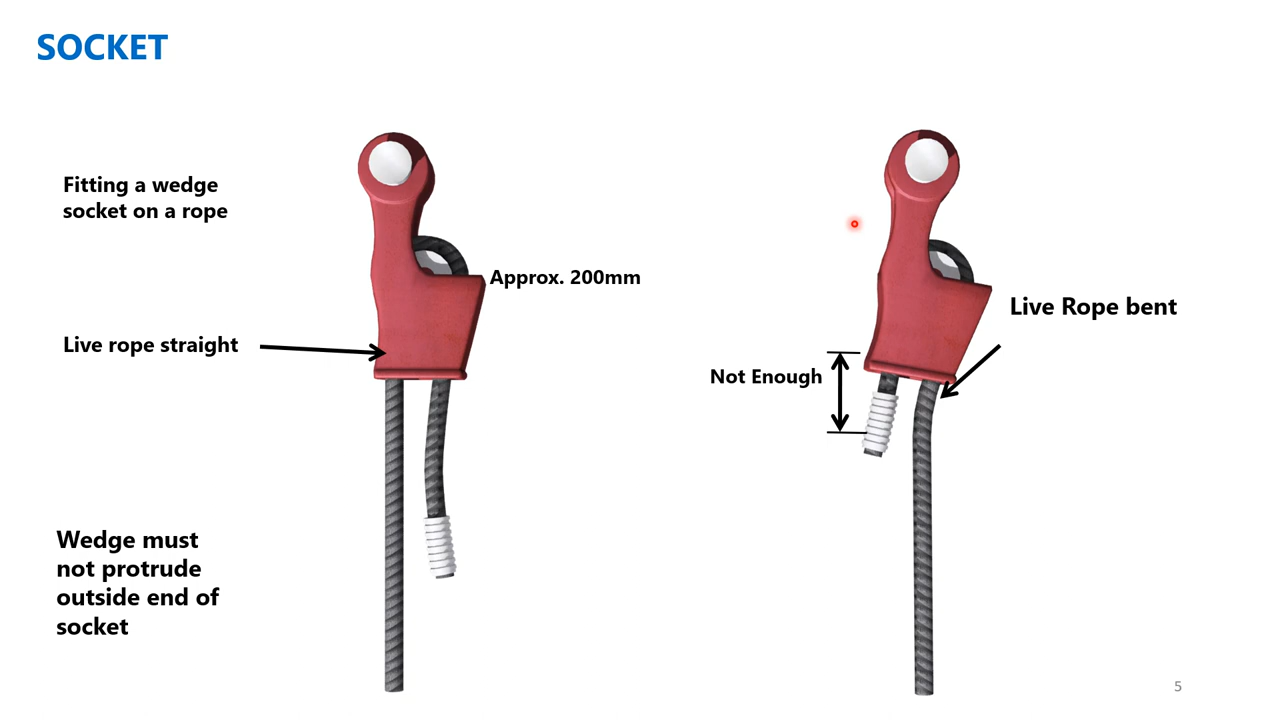 SOCKET
Fitting a wedge
socket on a rope
Approx. 200mm
Live rope straight
Wedge must
not protrude
outside end of
socket
Live Rope bent
Not Enough
5